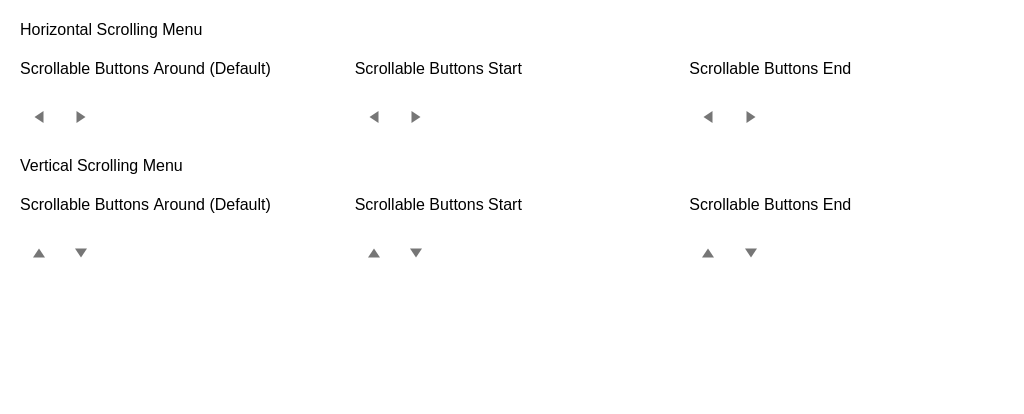 Horizontal Scrolling Menu
Scrollable Buttons Around (Default)
Scrollable Buttons Start
Scrollable Buttons End
Vertical Scrolling Menu
Scrollable Buttons Around (Default)
Scrollable Buttons Start
Scrollable Buttons End